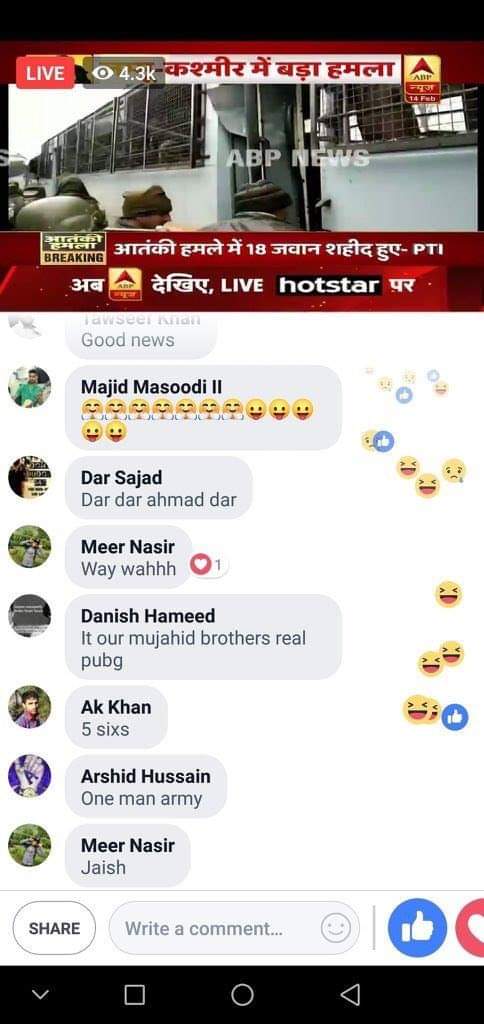 LIVE
4.3k
-कश्मीर में बड़ा हमला
ABP
न्यूज़
14 Feb
ABP NEWS
आतंकी
हमला
BREAKING
आतंकी हमले में 18 जवान शहीद हुए- PTI
अब ABP न्यूज़ देखिए, LIVE hotstar पर
Tawseef Khan
Good news
Majid Masoodi II
Dar Sajad
Dar dar ahmad dar
Meer Nasir
Way wahhh
1
Danish Hameed
It our mujahid brothers real
pubg
Ak Khan
5 sixs
Arshid Hussain
One man army
Meer Nasir
Jaish
SHARE
Write a comment...